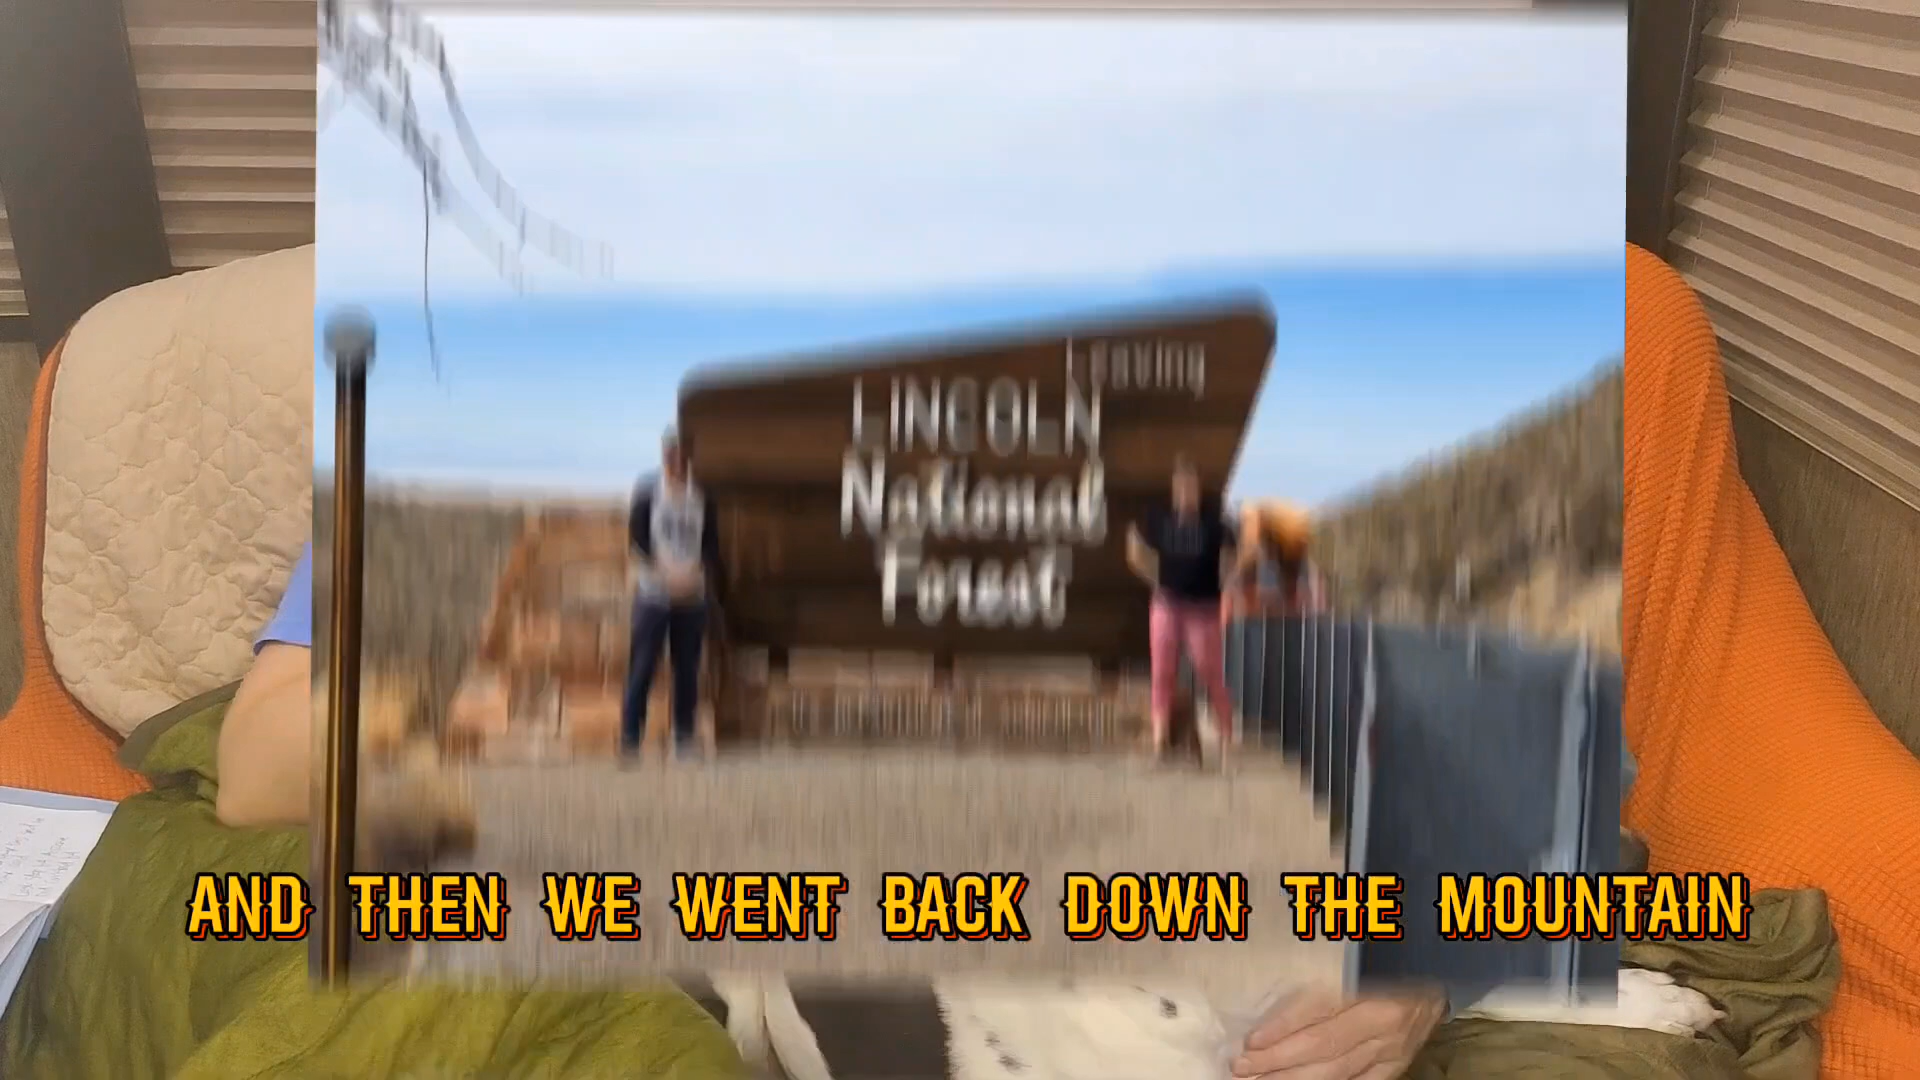 Leaving
LINCOLN
National
Forest
AND THEN WE WENT BACK DOWN THE MOUNTAIN